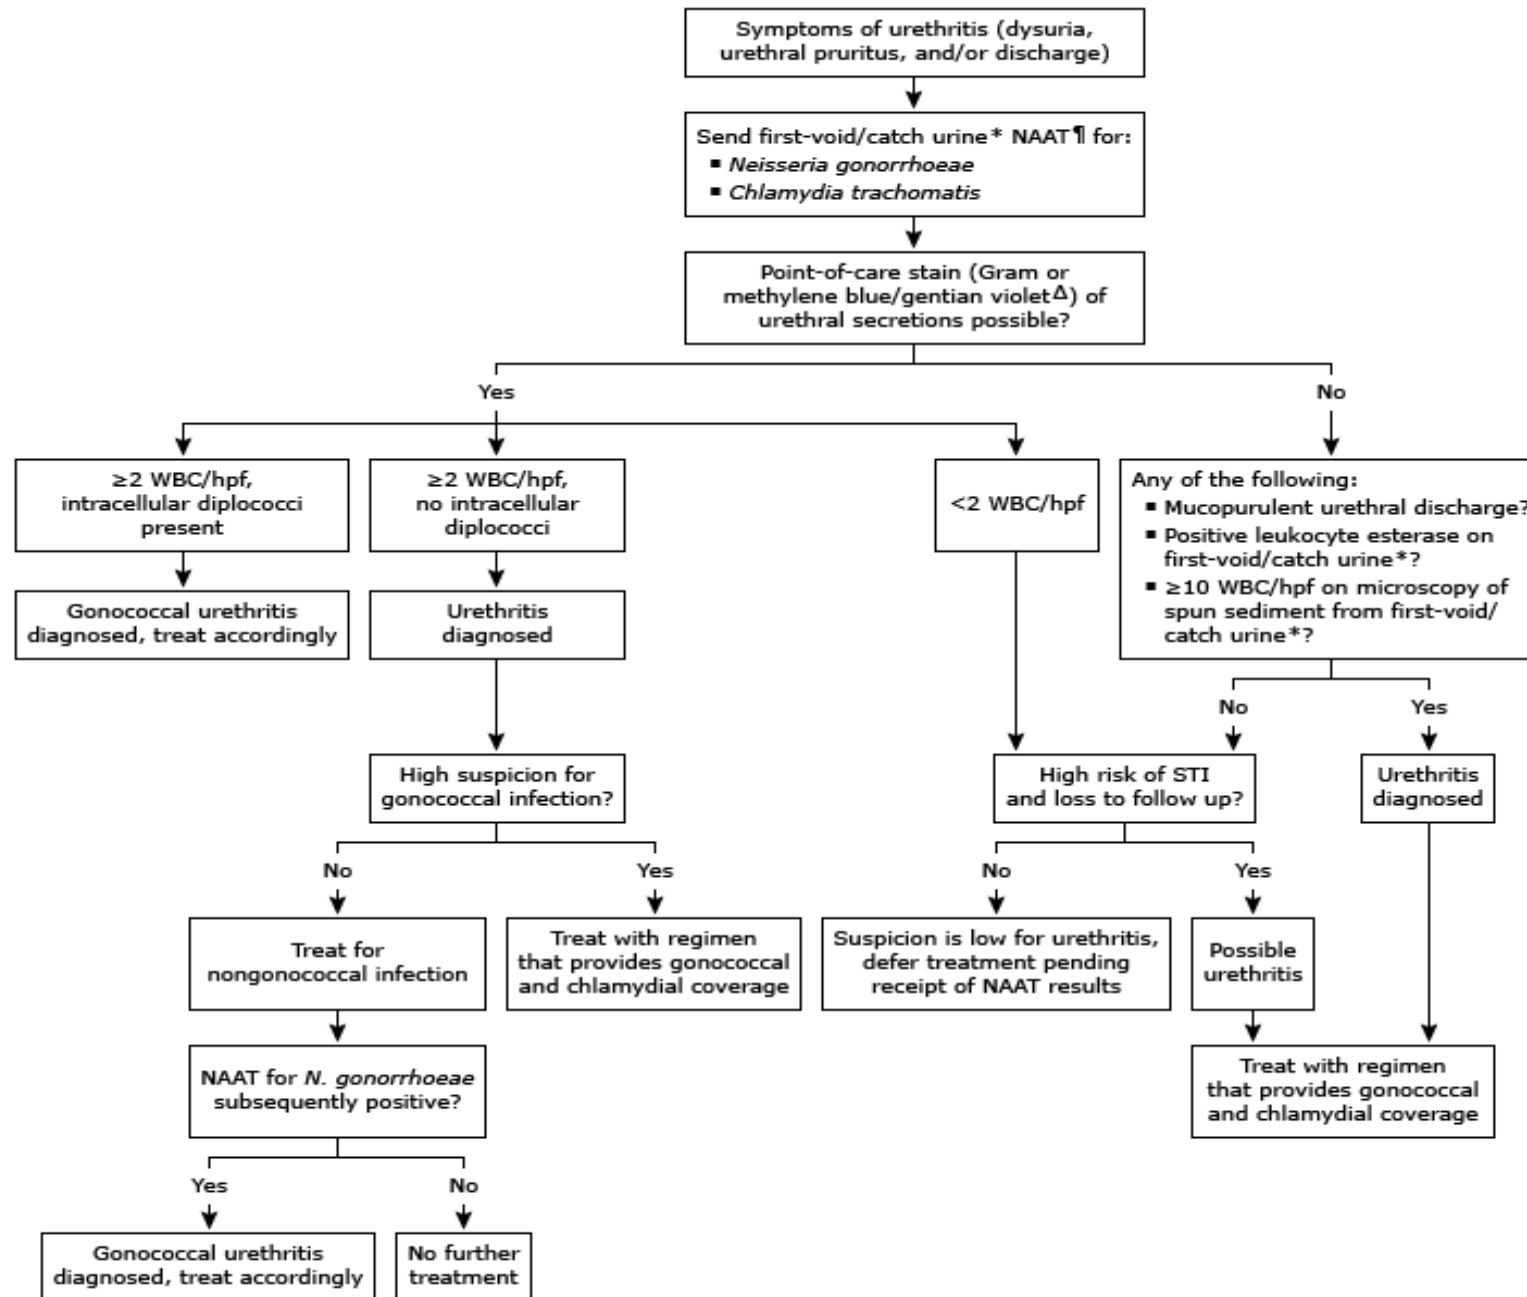 Symptoms of urethritis (dysuria,
urethral pruritus, and/or discharge)
Send first-void/catch urine* NAAT¶ for:
▪ Neisseria gonorrhoeae
▪ Chlamydia trachomatis
Point-of-care stain (Gram or
methylene blue/gentian violetΔ) of
urethral secretions possible?
Yes
No
≥2 WBC/hpf,
intracellular diplococci
present
≥2 WBC/hpf,
no intracellular
diplococci
<2 WBC/hpf
Any of the following:
▪ Mucopurulent urethral discharge?
▪ Positive leukocyte esterase on
first-void/catch urine*?
▪ ≥10 WBC/hpf on microscopy of
spun sediment from first-void/
catch urine*?
Gonococcal urethritis
diagnosed, treat accordingly
Urethritis
diagnosed
No
Yes
High suspicion for
gonococcal infection?
High risk of STI
and loss to follow up?
Urethritis
diagnosed
No
Yes
No
Yes
Treat for
nongonococcal infection
Treat with regimen
that provides gonococcal
and chlamydial coverage
Suspicion is low for urethritis,
defer treatment pending
receipt of NAAT results
Possible
urethritis
NAAT for N. gonorrhoeae
subsequently positive?
Treat with regimen
that provides gonococcal
and chlamydial coverage
Yes
No
Gonococcal urethritis
diagnosed, treat accordingly
No further
treatment